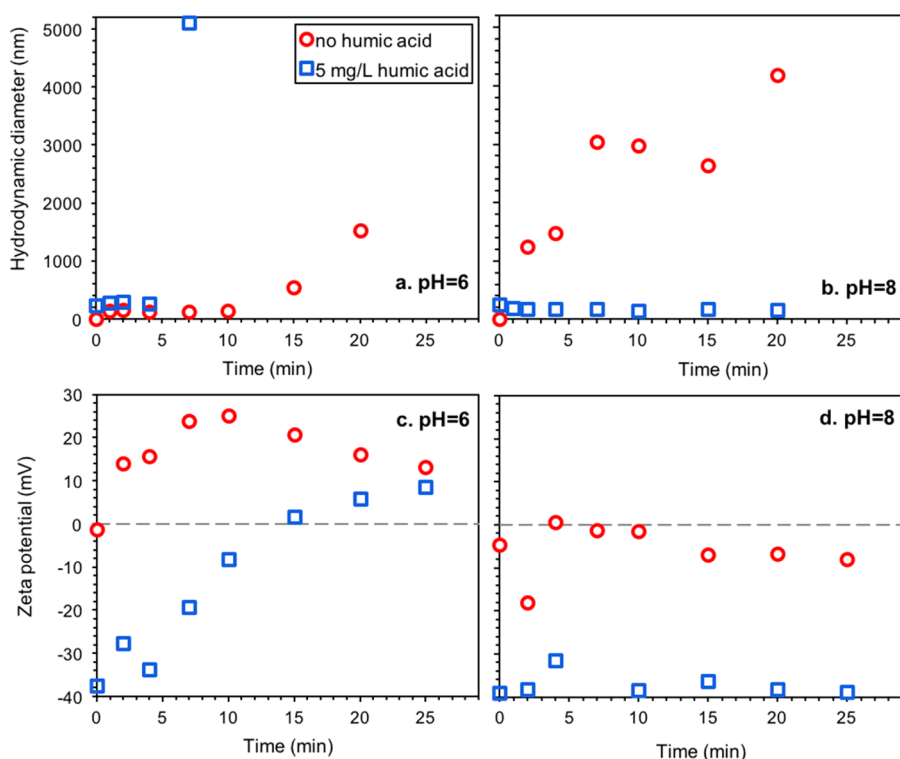 5000
4000
3000
2000
1000
0
Hydrodynamic diameter (nm)
no humic acid
5 mg/L humic acid
a. pH=6
0 5 10 15 20 25
Time (min)
b. pH=8
0 5 10 15 20 25
Time (min)
30
20
10
0
-10
-20
-30
-40
Zeta potential (mV)
c. pH=6
0 5 10 15 20 25
Time (min)
d. pH=8
0 5 10 15 20 25
Time (min)